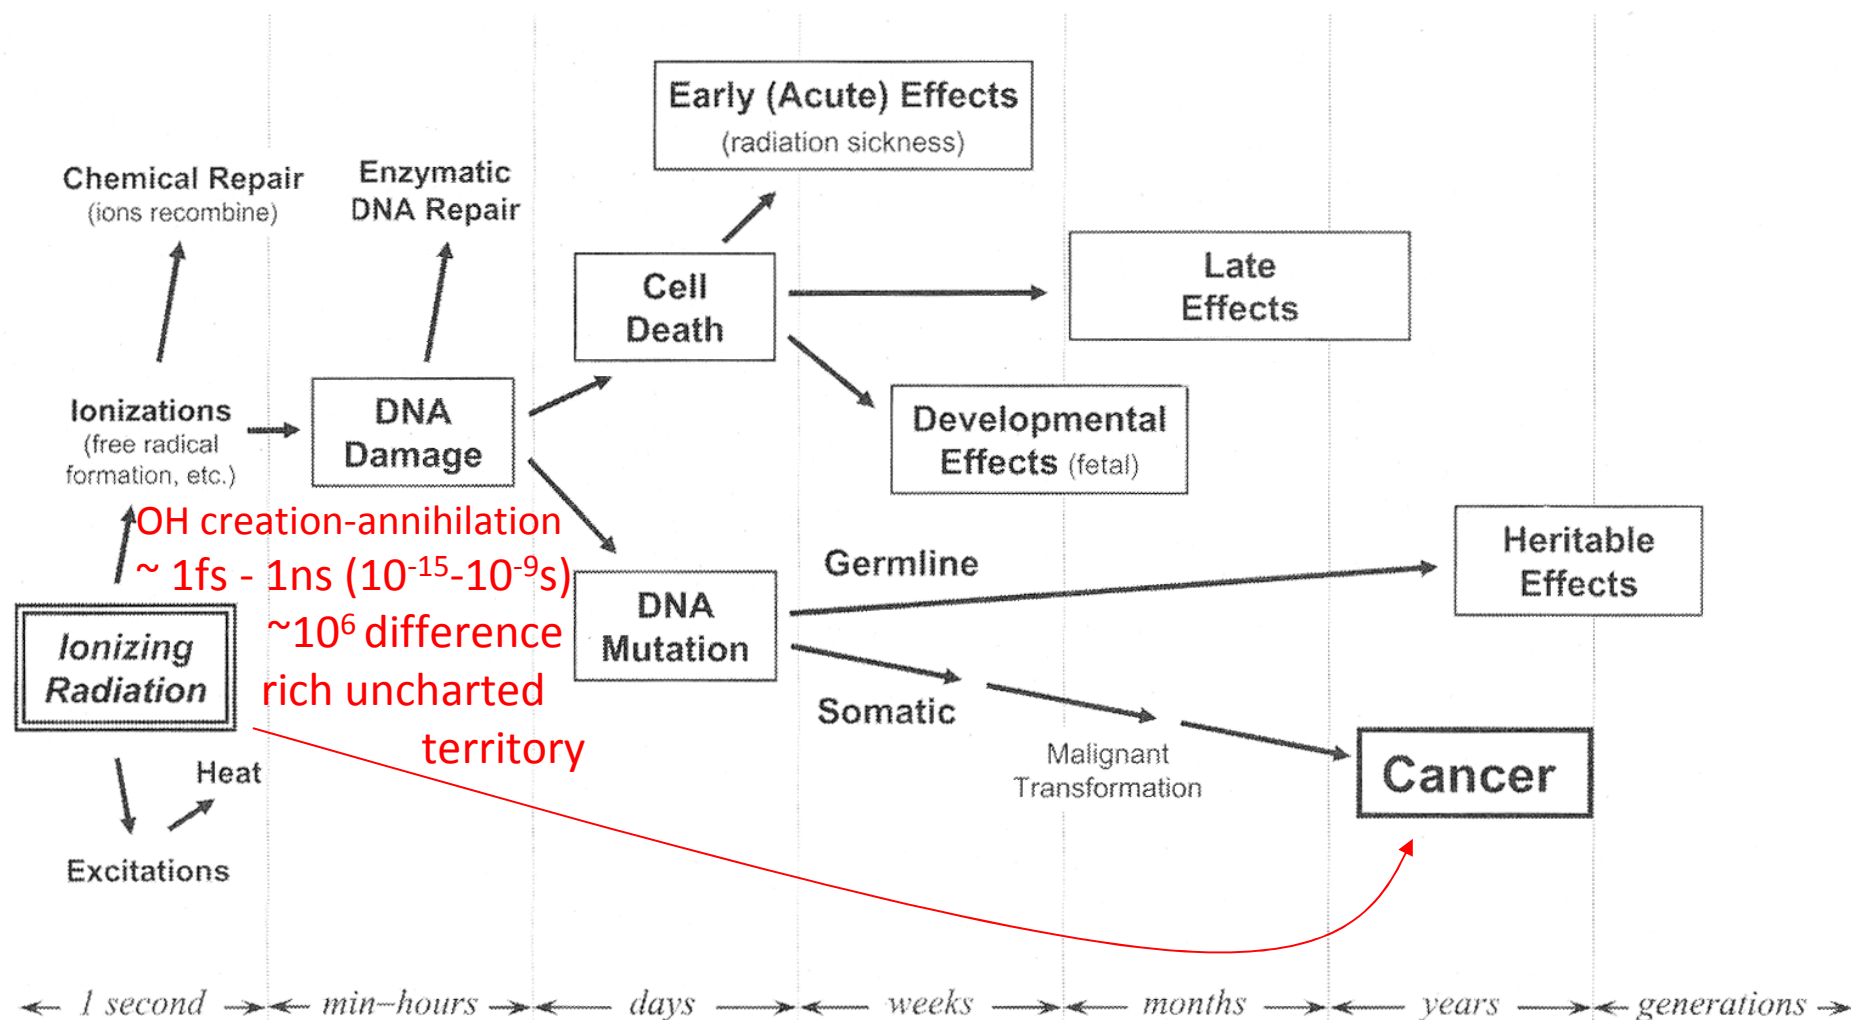 Early (Acute) Effects
(radiation sickness)
Chemical Repair
(ions recombine)
Enzymatic
DNA Repair
Cell
Death
Late
Effects
Ionizations
(free radical
formation, etc.)
DNA
Damage
Developmental
Effects (fetal)
OH creation-annihilation
~ 1fs - 1ns (10⁻¹⁵-10⁻⁹s)
~10⁶ difference
rich uncharted
territory
Ionizing
Radiation
DNA
Mutation
Germline
Heritable
Effects
Somatic
Malignant
Transformation
Cancer
Heat
Excitations
1 second
min–hours
days
weeks
months
years
generations